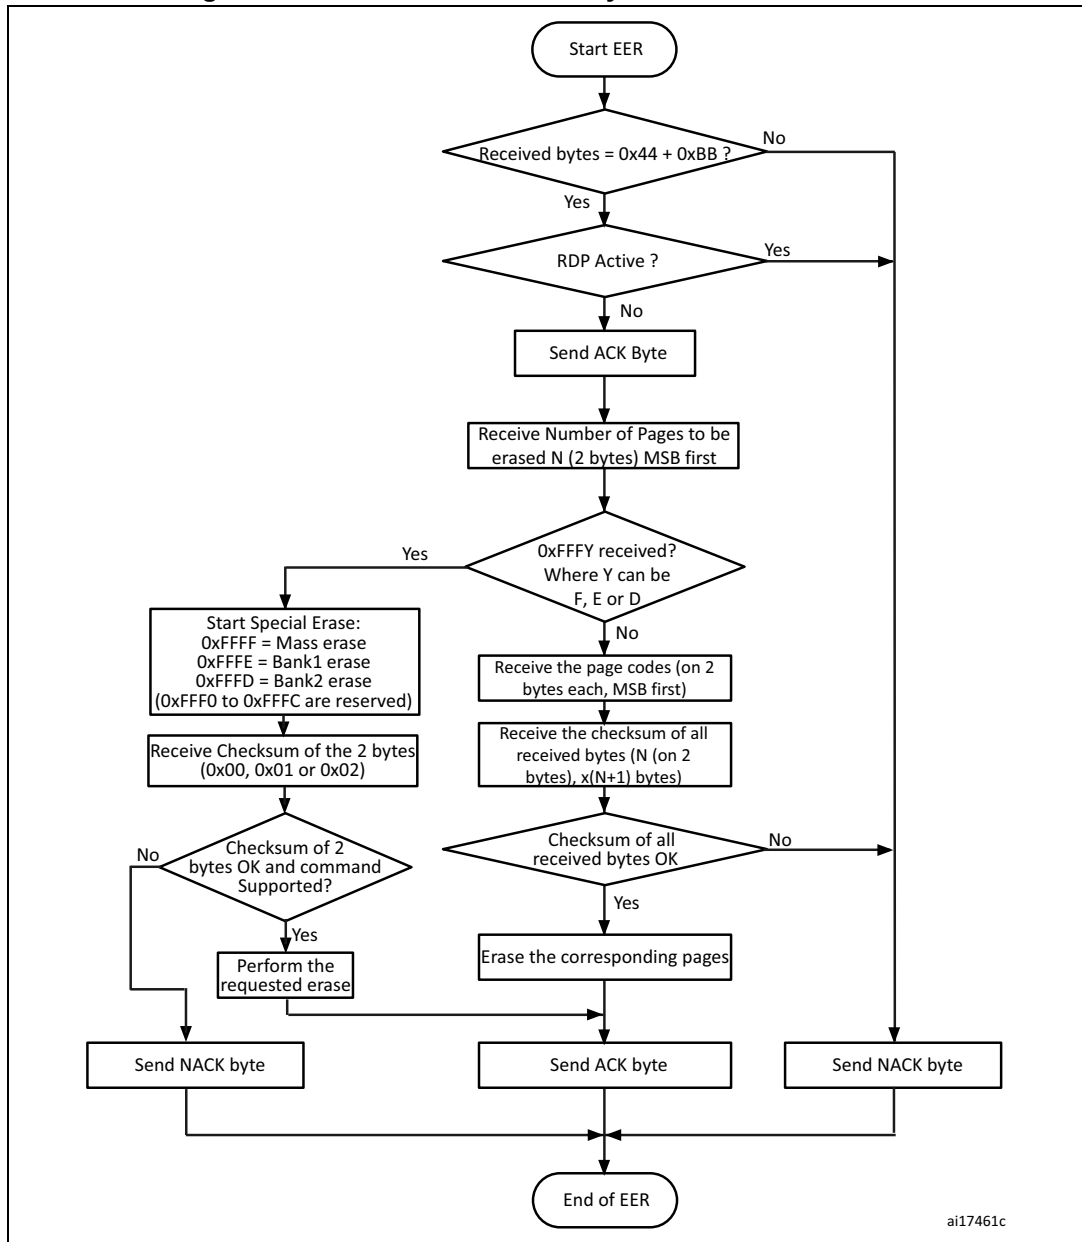 Start EER
No
Received bytes = 0x44 + 0xBB ?
Yes
RDP Active ?
Yes
No
Send ACK Byte
Receive Number of Pages to be
erased N (2 bytes) MSB first
Yes
0xFFFY received?
Where Y can be
F, E or D
No
Start Special Erase:
0xFFFF = Mass erase
0xFFFE = Bank1 erase
0xFFFD = Bank2 erase
(0xFFF0 to 0xFFFC are reserved)
Receive the page codes (on 2
bytes each, MSB first)
Receive Checksum of the 2 bytes
(0x00, 0x01 or 0x02)
Receive the checksum of all
received bytes (N (on 2
bytes), x(N+1) bytes)
No
Checksum of 2
bytes OK and command
Supported?
Checksum of all
received bytes OK
No
Yes
Yes
Perform the
requested erase
Erase the corresponding pages
Send NACK byte
Send ACK byte
Send NACK byte
End of EER
ai17461c